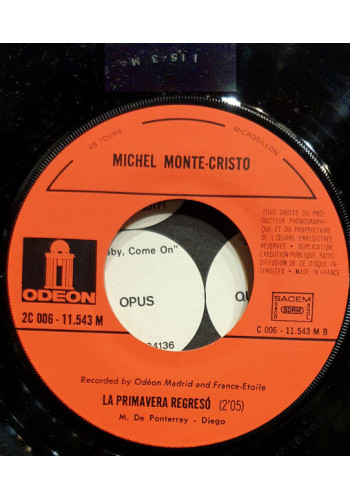 45 TOURS
MICROSILLON
MICHEL MONTE-CRISTO
TOUS DROITS DU PRO-
DUCTEUR PHONOGRAPHI-
QUE ET DU PROPRIETAIRE
DE L'ŒUVRE ENREGISTREE
RESERVES • DUPLICATION
EXECUTION PUBLIQUE, RADIO-
DIFFUSION DE CE DISQUE IN-
TERDITES • MADE IN FRANCE
aby, Come On"
OPUS
QU
34136
ODEON
2C 006 - 11.543 M
SACEM
SDRM
C 006 - 11.543 M B
Recorded by Odéon Madrid and France-Etoile
LA PRIMAVERA REGRESÓ (2'05)
M. De Ponterrey - Diego